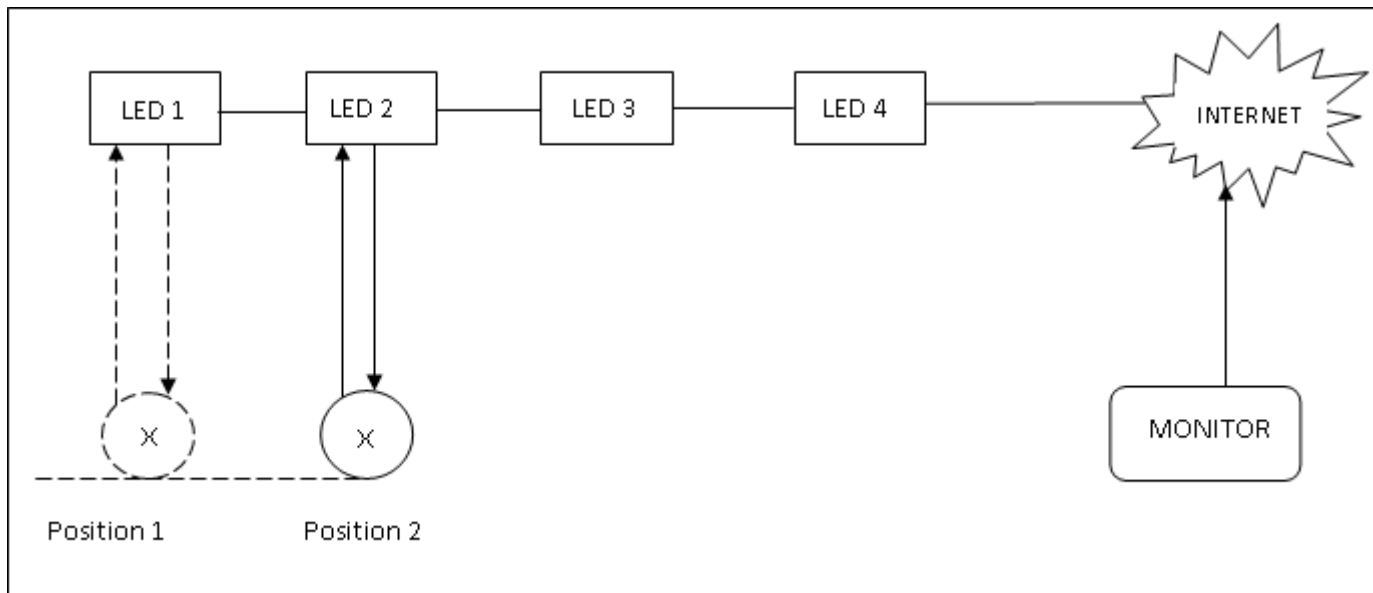 LED 1
LED 2
LED 3
LED 4
INTERNET
X
X
MONITOR
Position 1
Position 2